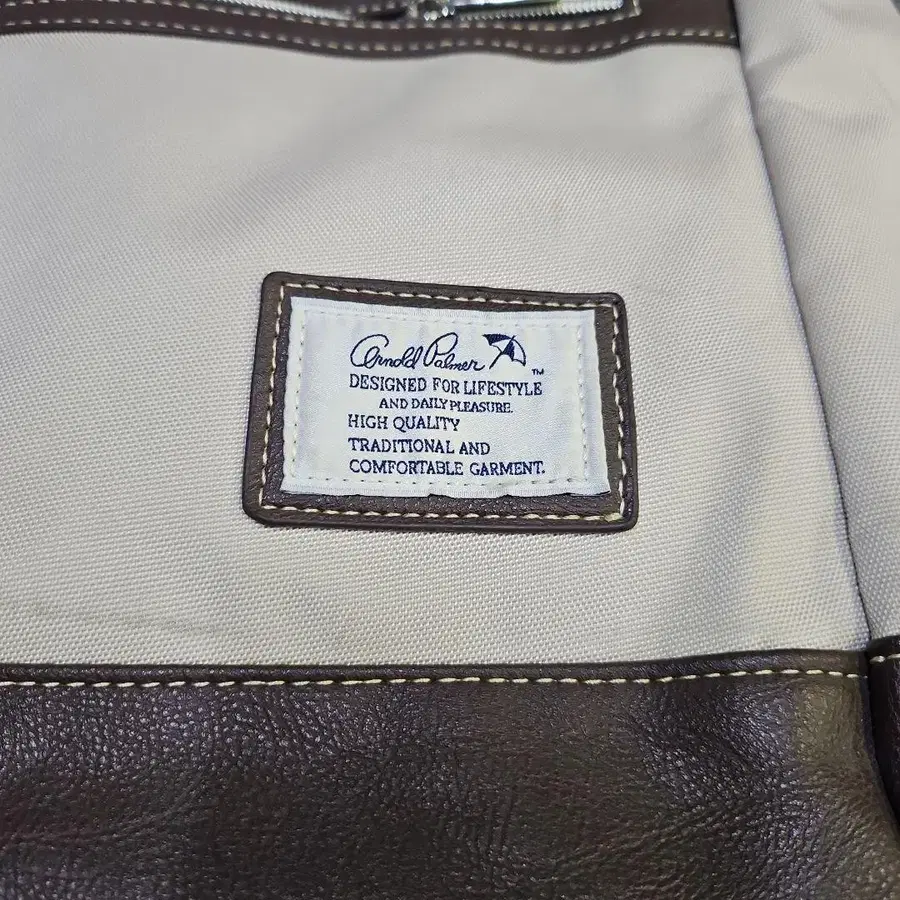 Arnold Palmer TM
DESIGNED FOR LIFESTYLE
AND DAILY PLEASURE.
HIGH QUALITY
TRADITIONAL AND
COMFORTABLE GARMENT.